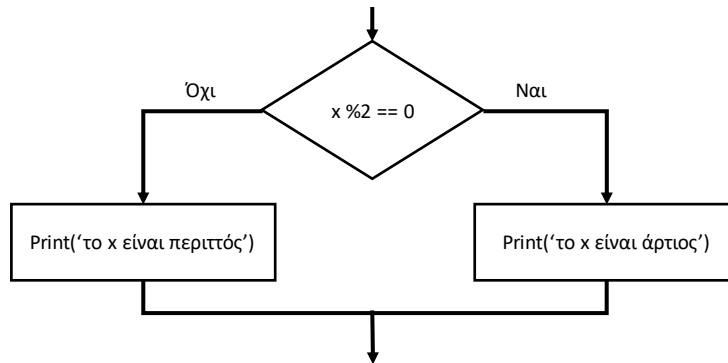 Όχι
Ναι
x %2 == 0
Print(‘το x είναι περιττός’)
Print(‘το x είναι άρτιος’)